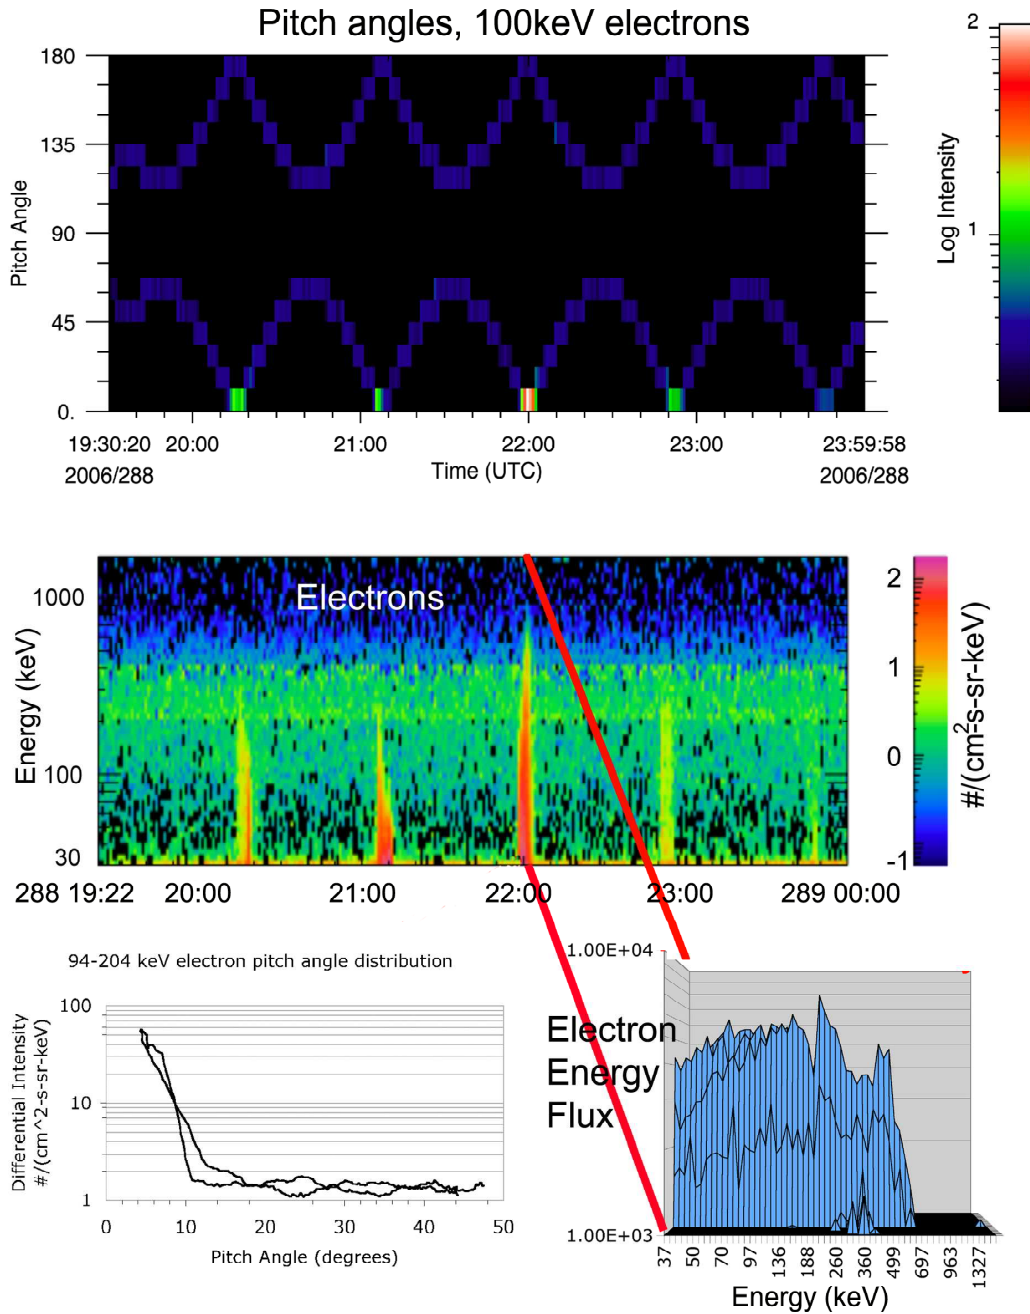 Pitch angles, 100keV electrons
180
135
90
45
0.
Pitch Angle
19:30:20 20:00 21:00 22:00 23:00 23:59:58
2006/288 Time (UTC) 2006/288
2
1
Log Intensity
Electrons
1000
100
30
Energy (keV)
288 19:22 20:00 21:00 22:00 23:00 289 00:00
2
1
0
-1
#/(cm2-s-sr-keV)
94-204 keV electron pitch angle distribution
100
10
1
Differential Intensity
#/(cm^2-s-sr-keV)
0 10 20 30 40 50
Pitch Angle (degrees)
1.00E+04
Electron
Energy
Flux
1.00E+03
37 50 70 97 136 188 260 360 499 697 963 1327
Energy (keV)